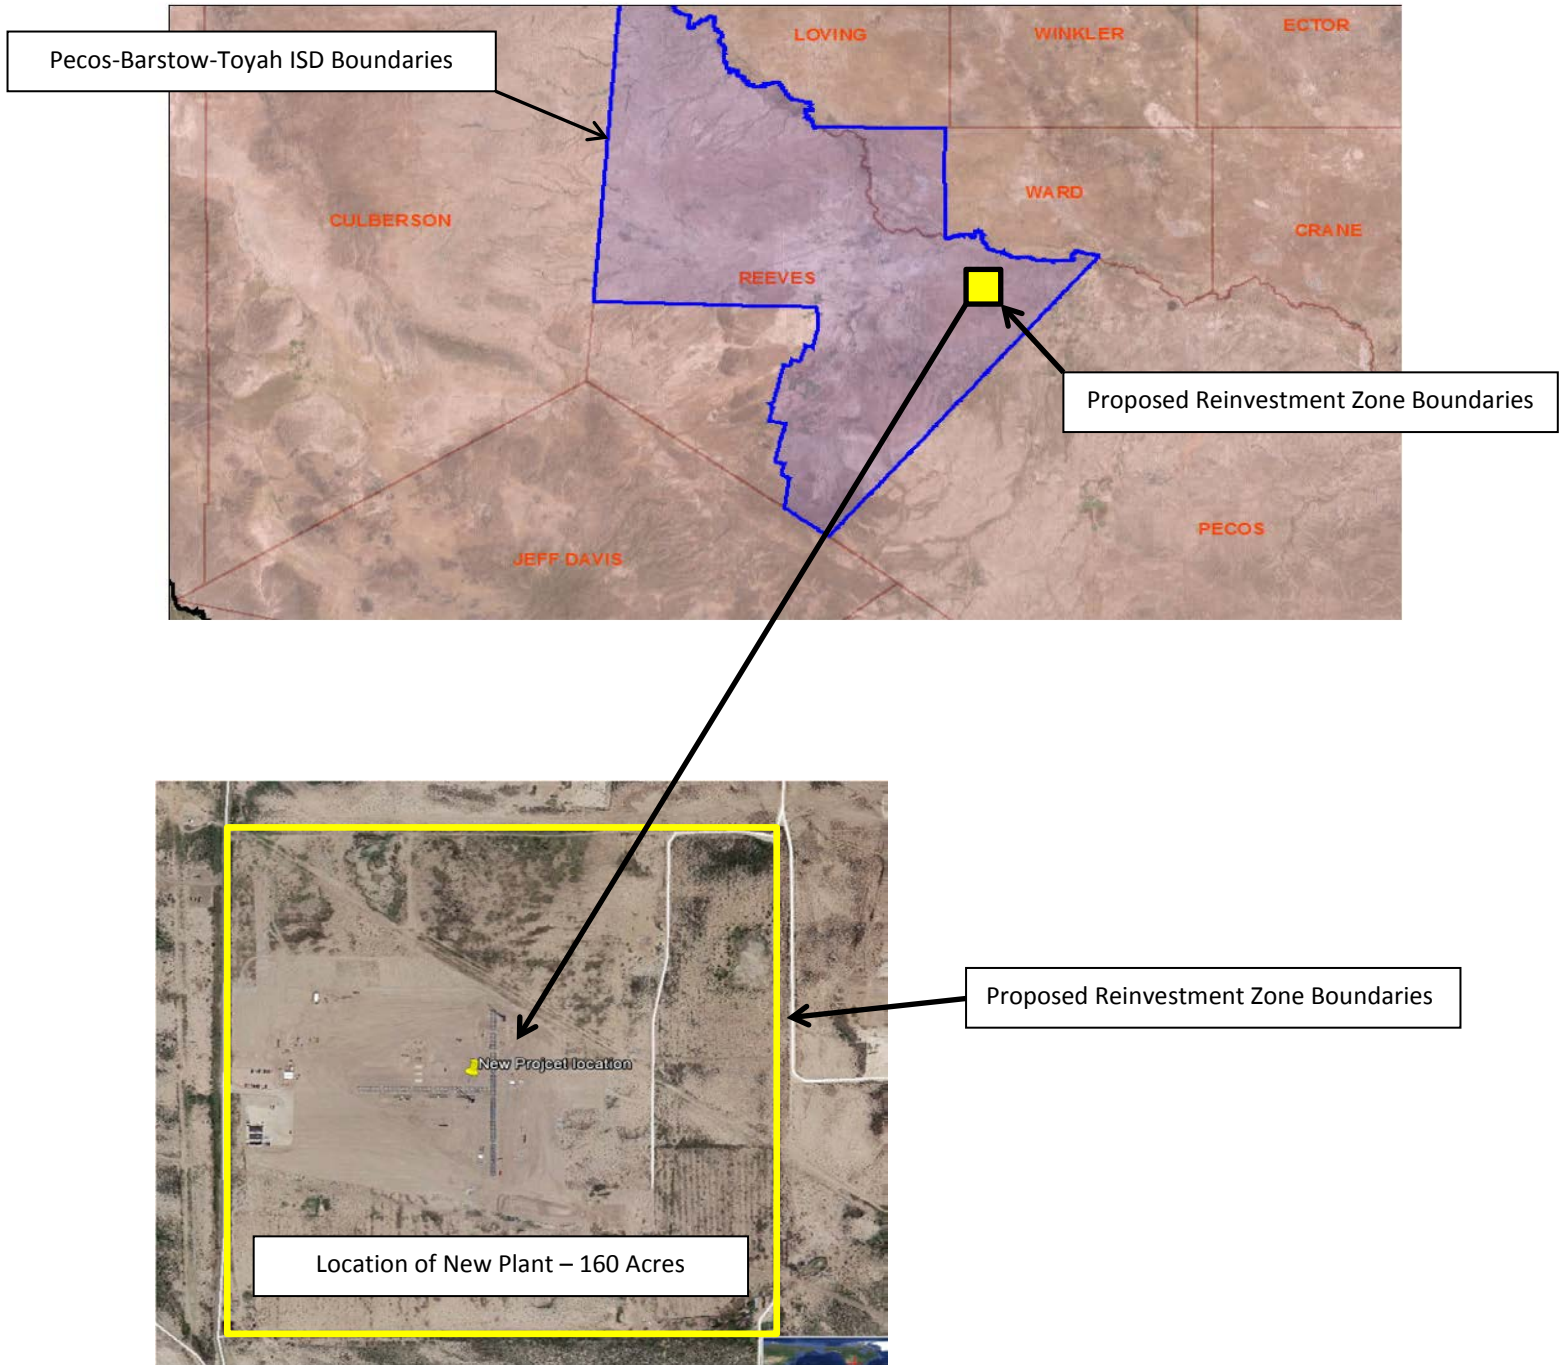 LOVING
WINKLER
ECTOR
Pecos-Barstow-Toyah ISD Boundaries
WARD
CULBERSON
CRANE
REEVES
Proposed Reinvestment Zone Boundaries
PECOS
JEFF DAVIS
Proposed Reinvestment Zone Boundaries
New Projcet location
Location of New Plant – 160 Acres